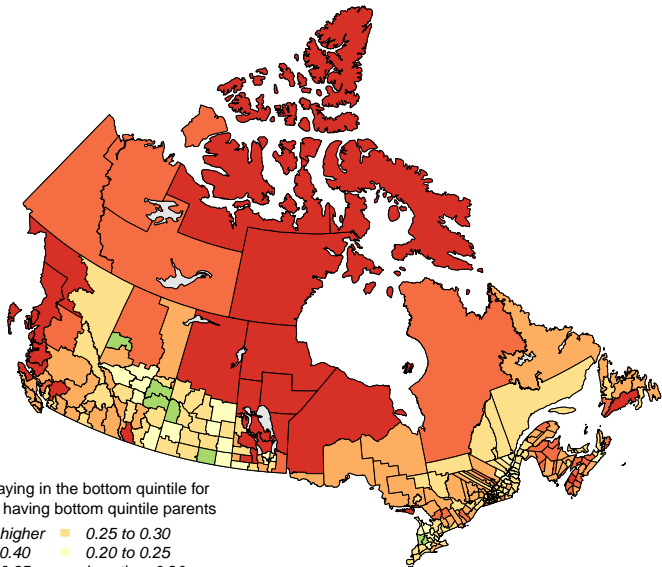 aying in the bottom quintile for
having bottom quintile parents
higher 0.25 to 0.30
0.40 0.20 to 0.25